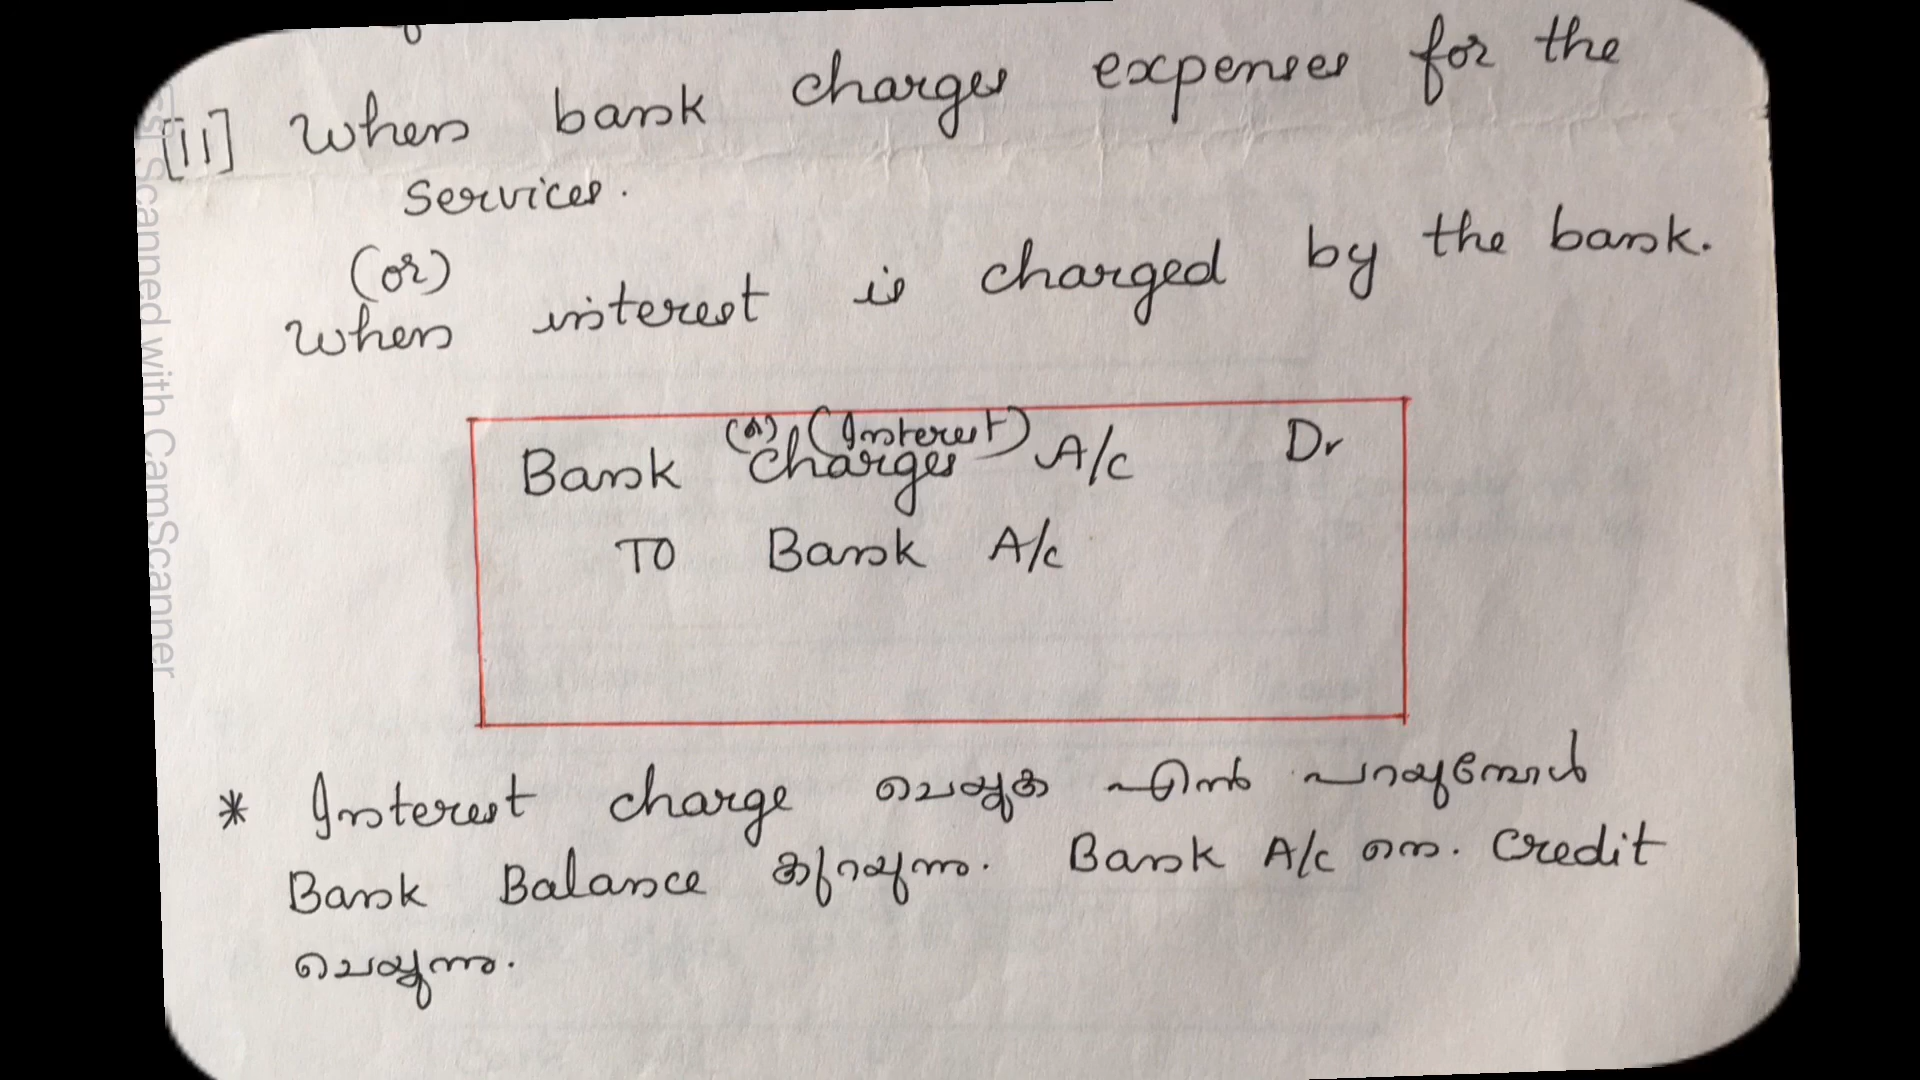 [11] When bank charges expenses for the
services.
(or)
When interest is charged by the bank.
(or) (Interest)
Bank charges A/c Dr
TO Bank A/c
* Interest charge ചെയ്യുക എന്ന് പറയുമ്പോൾ
Bank Balance കുറയുന്നു. Bank A/c നെ. Credit
ചെയ്യുന്നു.
Scanned with CamScanner